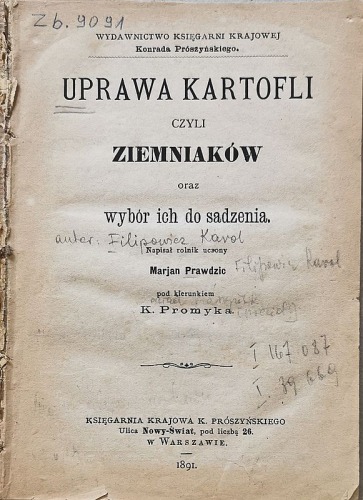 Zb. 9091
WYDAWNICTWO KSIĘGARNI KRAJOWEJ
Konrada Prószyńskiego.
UPRAWA KARTOFLI
CZYLI
ZIEMNIAKÓW
oraz
wybór ich do sadzenia.
autor: Filipowicz Karol
Napisał rolnik uczony
Marjan Prawdzic
Filipowicz Karol
pod kierunkiem
K. Promyka.
I 167 087
I. 39 669
KSIĘGARNIA KRAJOWA K. PRÓSZYŃSKIEGO
Ulica Nowy-Świat, pod liczbą 26.
W WARSZAWIE.
1891.